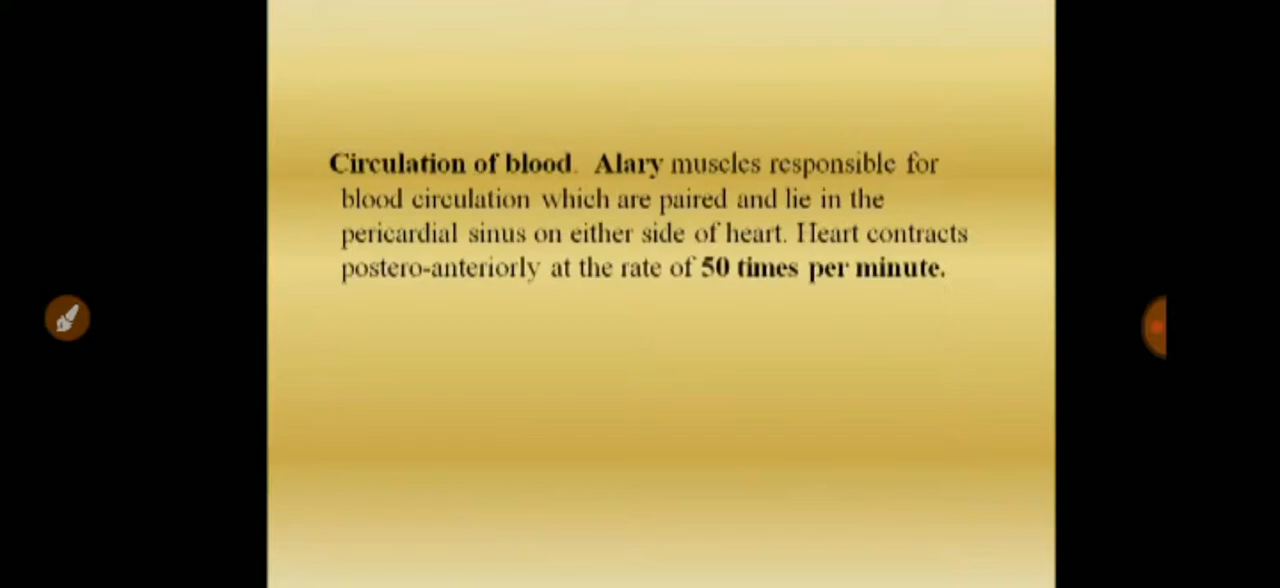 Circulation of blood. Alary muscles responsible for
blood circulation which are paired and lie in the
pericardial sinus on either side of heart. Heart contracts
postero-anteriorly at the rate of 50 times per minute.